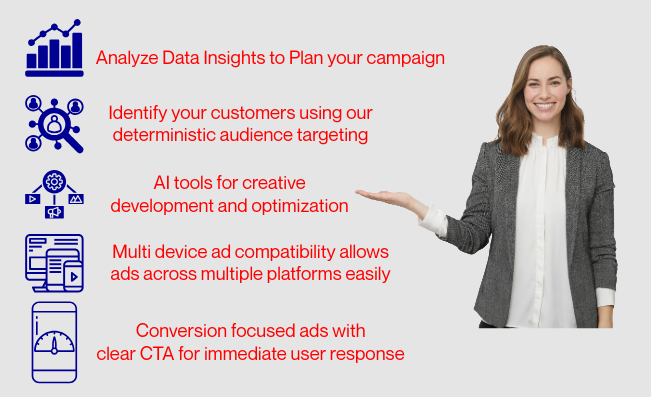 Analyze Data Insights to Plan your campaign
Identify your customers using our
deterministic audience targeting
AI tools for creative
development and optimization
Multi device ad compatibility allows
ads across multiple platforms easily
Conversion focused ads with
clear CTA for immediate user response